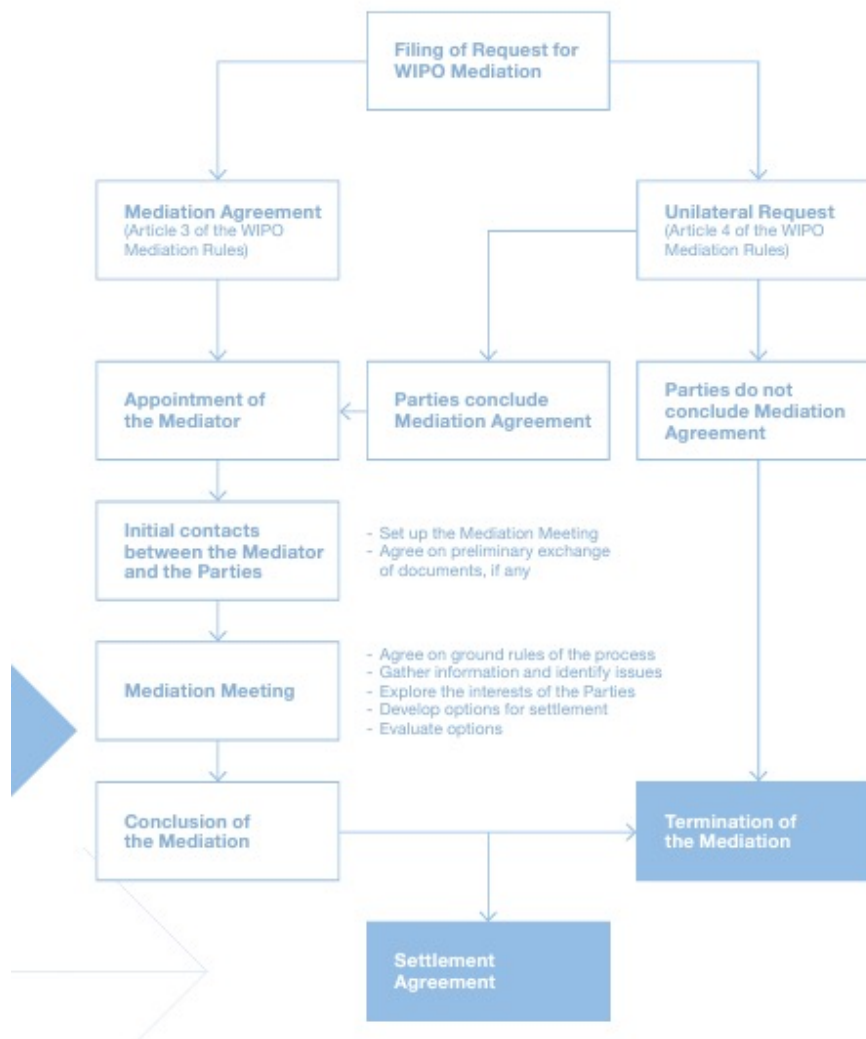 Filing of Request for
WIPO Mediation
Mediation Agreement
(Article 3 of the WIPO
Mediation Rules)
Unilateral Request
(Article 4 of the WIPO
Mediation Rules)
Appointment of
the Mediator
Parties conclude
Mediation Agreement
Parties do not
conclude Mediation
Agreement
Initial contacts
between the Mediator
and the Parties
- Set up the Mediation Meeting
- Agree on preliminary exchange
of documents, if any
Mediation Meeting
- Agree on ground rules of the process
- Gather information and identify issues
- Explore the interests of the Parties
- Develop options for settlement
- Evaluate options
Conclusion of
the Mediation
Termination of
the Mediation
Settlement
Agreement